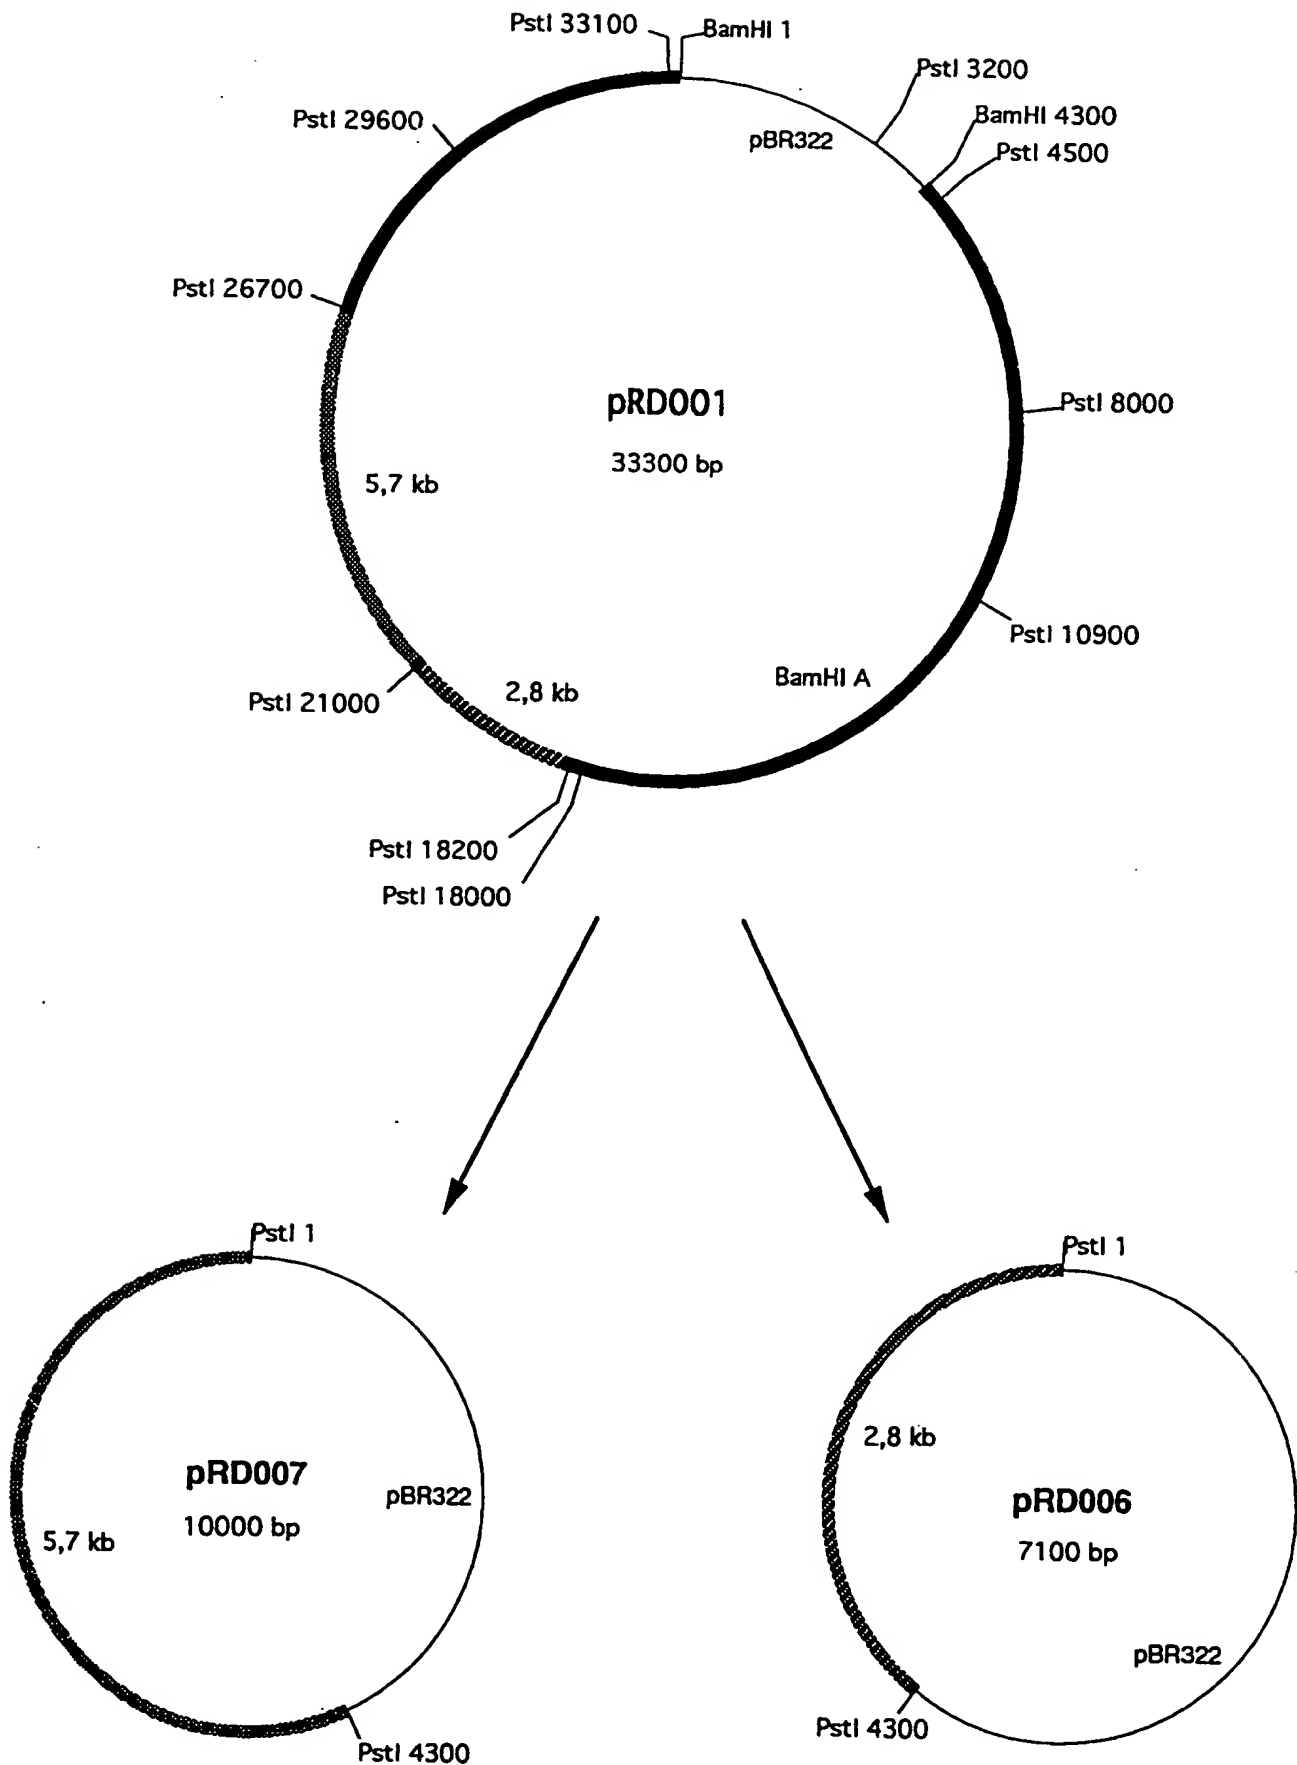 PstI 33100
BamHI 1
PstI 3200
PstI 29600
BamHI 4300
pBR322
PstI 4500
PstI 26700
pRD001
PstI 8000
33300 bp
5,7 kb
PstI 10900
BamHI A
2,8 kb
PstI 21000
PstI 18200
PstI 18000
PstI 1
pRD007
pBR322
10000 bp
5,7 kb
PstI 4300
PstI 1
2,8 kb
pRD006
7100 bp
pBR322
PstI 4300